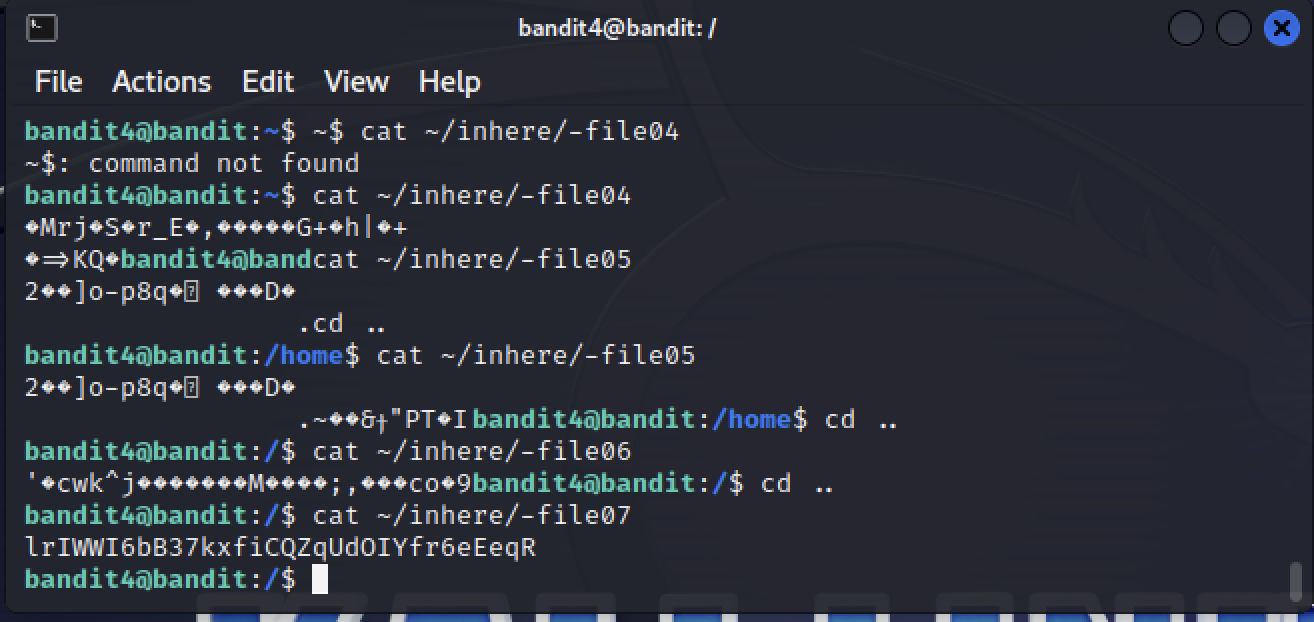 bandit4@bandit: /
File Actions Edit View Help
bandit4@bandit:~$ ~$ cat ~/inhere/-file04
~$: command not found
bandit4@bandit:~$ cat ~/inhere/-file04
�Mrj�S�r_E�,�����G+�h|�+
�⇒KQ�bandit4@bandcat ~/inhere/-file05
2��]o-p8q�� ���D�
.cd ..
bandit4@bandit:/home$ cat ~/inhere/-file05
2��]o-p8q�� ���D�
.~��&†"PT�Ibandit4@bandit:/home$ cd ..
bandit4@bandit:/$ cat ~/inhere/-file06
'�cwk^j�������M����;,���co�9bandit4@bandit:/$ cd ..
bandit4@bandit:/$ cat ~/inhere/-file07
lrIWWI6bB37kxfiCQZqUdOIYfr6eEeqR
bandit4@bandit:/$